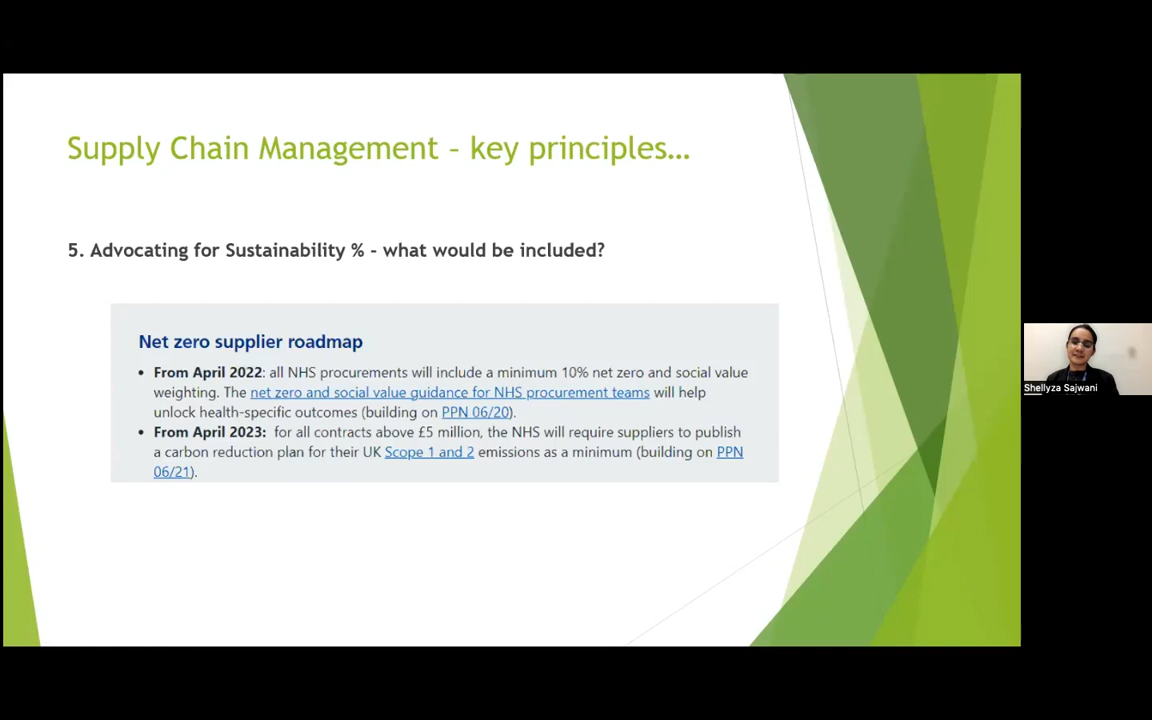 Supply Chain Management – key principles…
5. Advocating for Sustainability % - what would be included?
Net zero supplier roadmap
• From April 2022: all NHS procurements will include a minimum 10% net zero and social value
weighting. The net zero and social value guidance for NHS procurement teams will help
unlock health-specific outcomes (building on PPN 06/20).
• From April 2023: for all contracts above £5 million, the NHS will require suppliers to publish
a carbon reduction plan for their UK Scope 1 and 2 emissions as a minimum (building on PPN
06/21).
Shellyza Sajwani